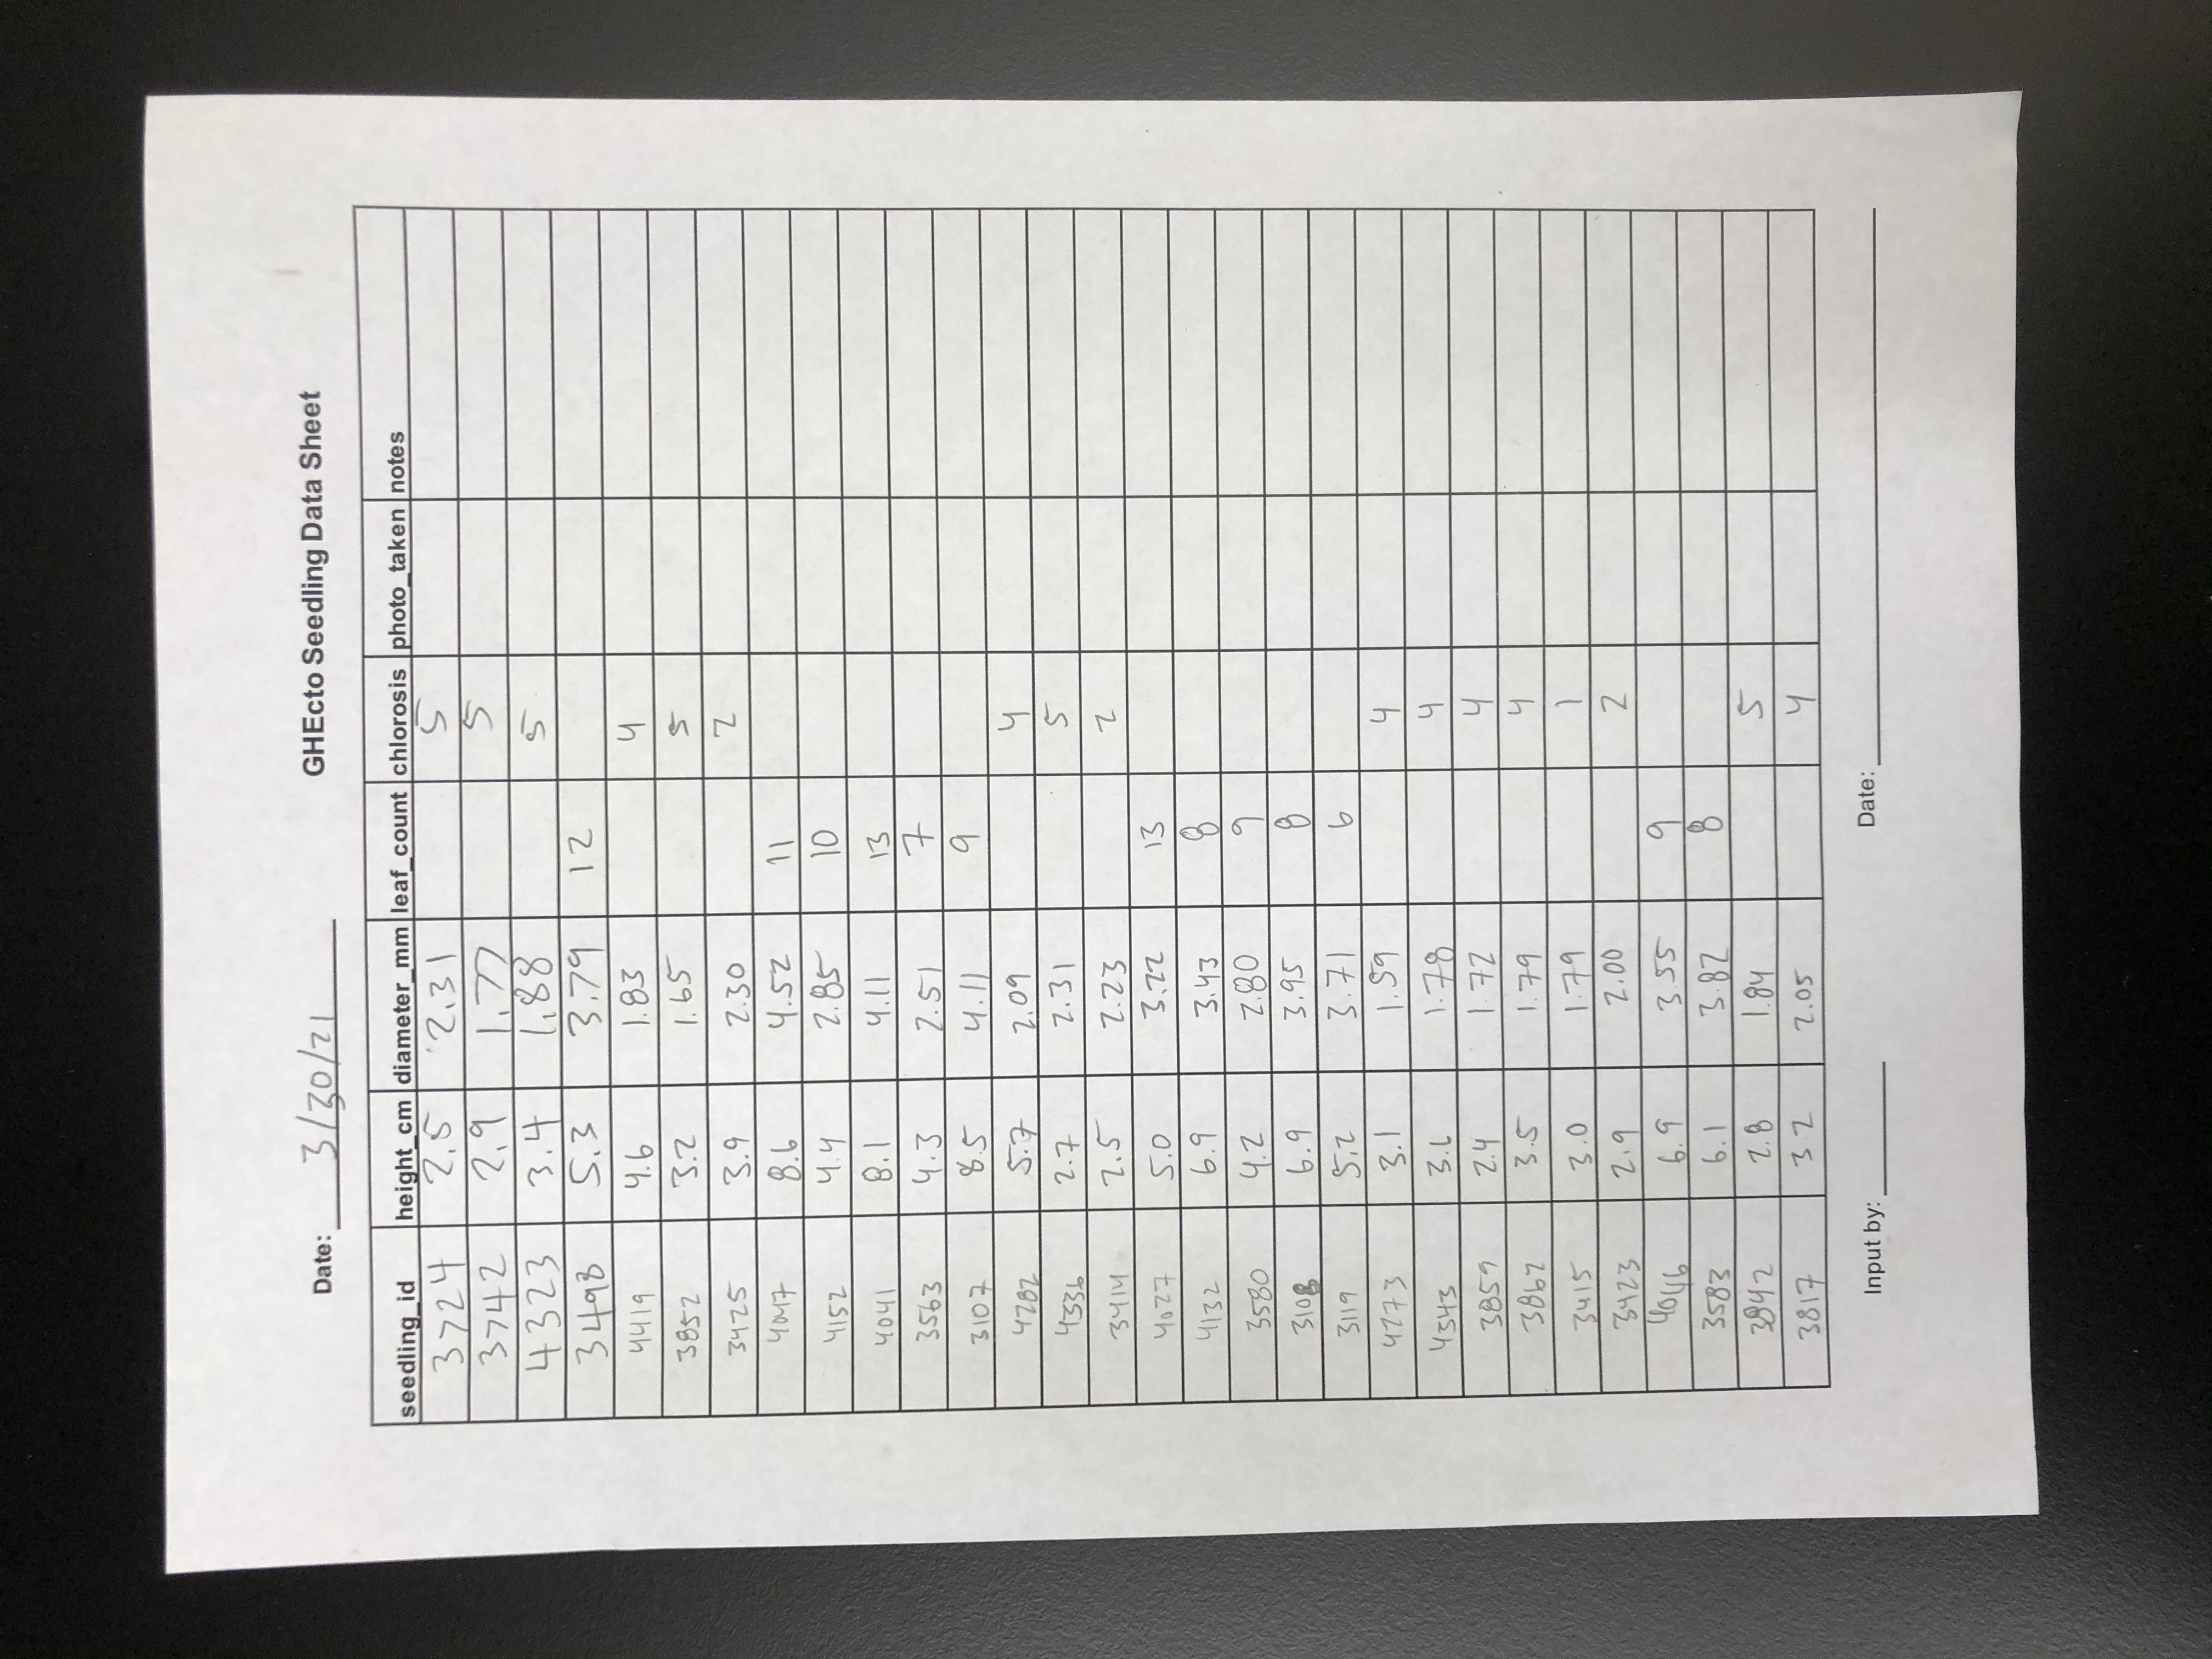 Date: 3/30/21 GHEcto Seedling Data Sheet
seedling_id height_cm diameter_mm leaf_count chlorosis photo_taken notes
3724 2.5 2.31 5
3742 2.9 1.77 5
4323 3.4 1.88 5
3498 5.3 3.79 12
4419 4.6 1.83 4
3852 3.2 1.65 5
3425 3.9 2.30 2
4047 8.6 4.52 11
4152 4.4 2.85 10
4041 8.1 4.11 13
3563 4.3 2.51 7
3107 8.5 4.11 9
4282 5.7 2.09 4
4336 2.7 2.31 5
3414 2.5 2.23 2
4027 5.0 3.22 13
4132 6.9 3.43 8
3580 4.2 2.80 9
3108 6.9 3.95 8
3119 5.2 3.71 6
4273 3.1 1.59 4
4343 3.6 1.78 4
3859 2.4 1.72 4
3862 3.5 1.79 4
3415 3.0 1.79 1
3423 2.9 2.00 2
4046 6.9 3.55 9
3583 6.1 3.82 8
3842 2.8 1.84 5
3817 3.2 2.05 4
Input by: Date: